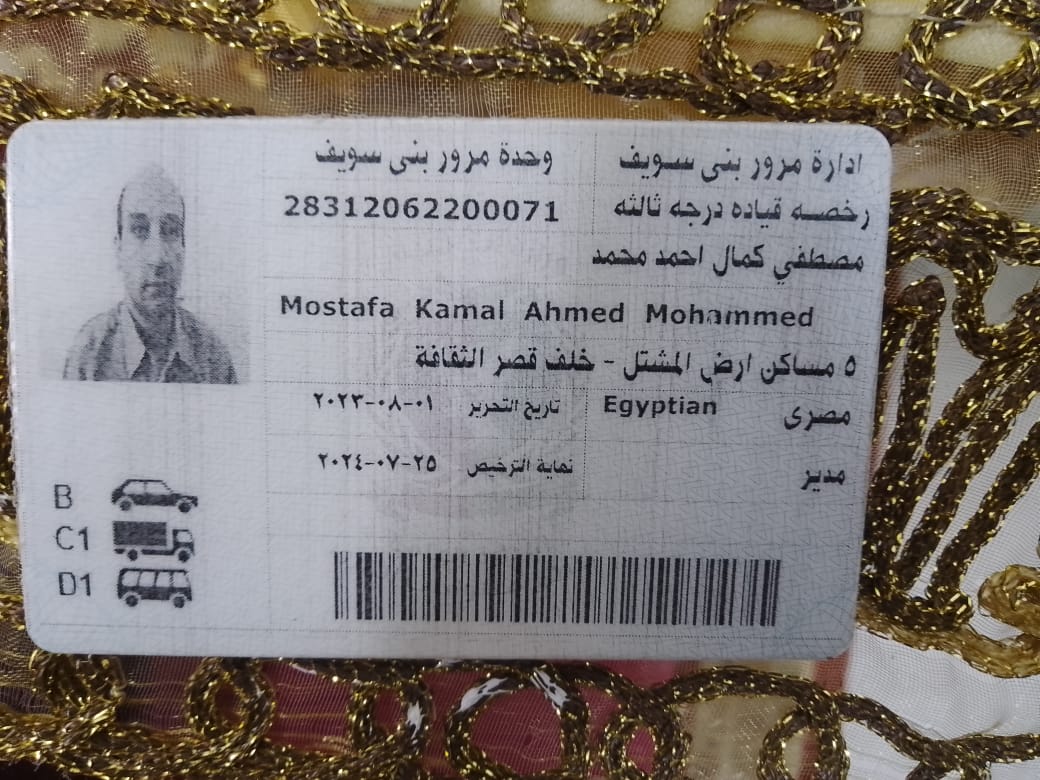 ادارة مرور بنى سويف وحدة مرور بنى سويف
رخصه قياده درجه ثالثه 28312062200071
مصطفي كمال احمد محمد
Mostafa Kamal Ahmed Mohammed
٥ مساكن ارض المشتل - خلف قصر الثقافة
مصرى Egyptian تاريخ التحرير ٢٠٢٣-٠٨-٠١
مدير نهاية الترخيص ٢٠٢٤-٠٧-٢٥
B
C1
D1